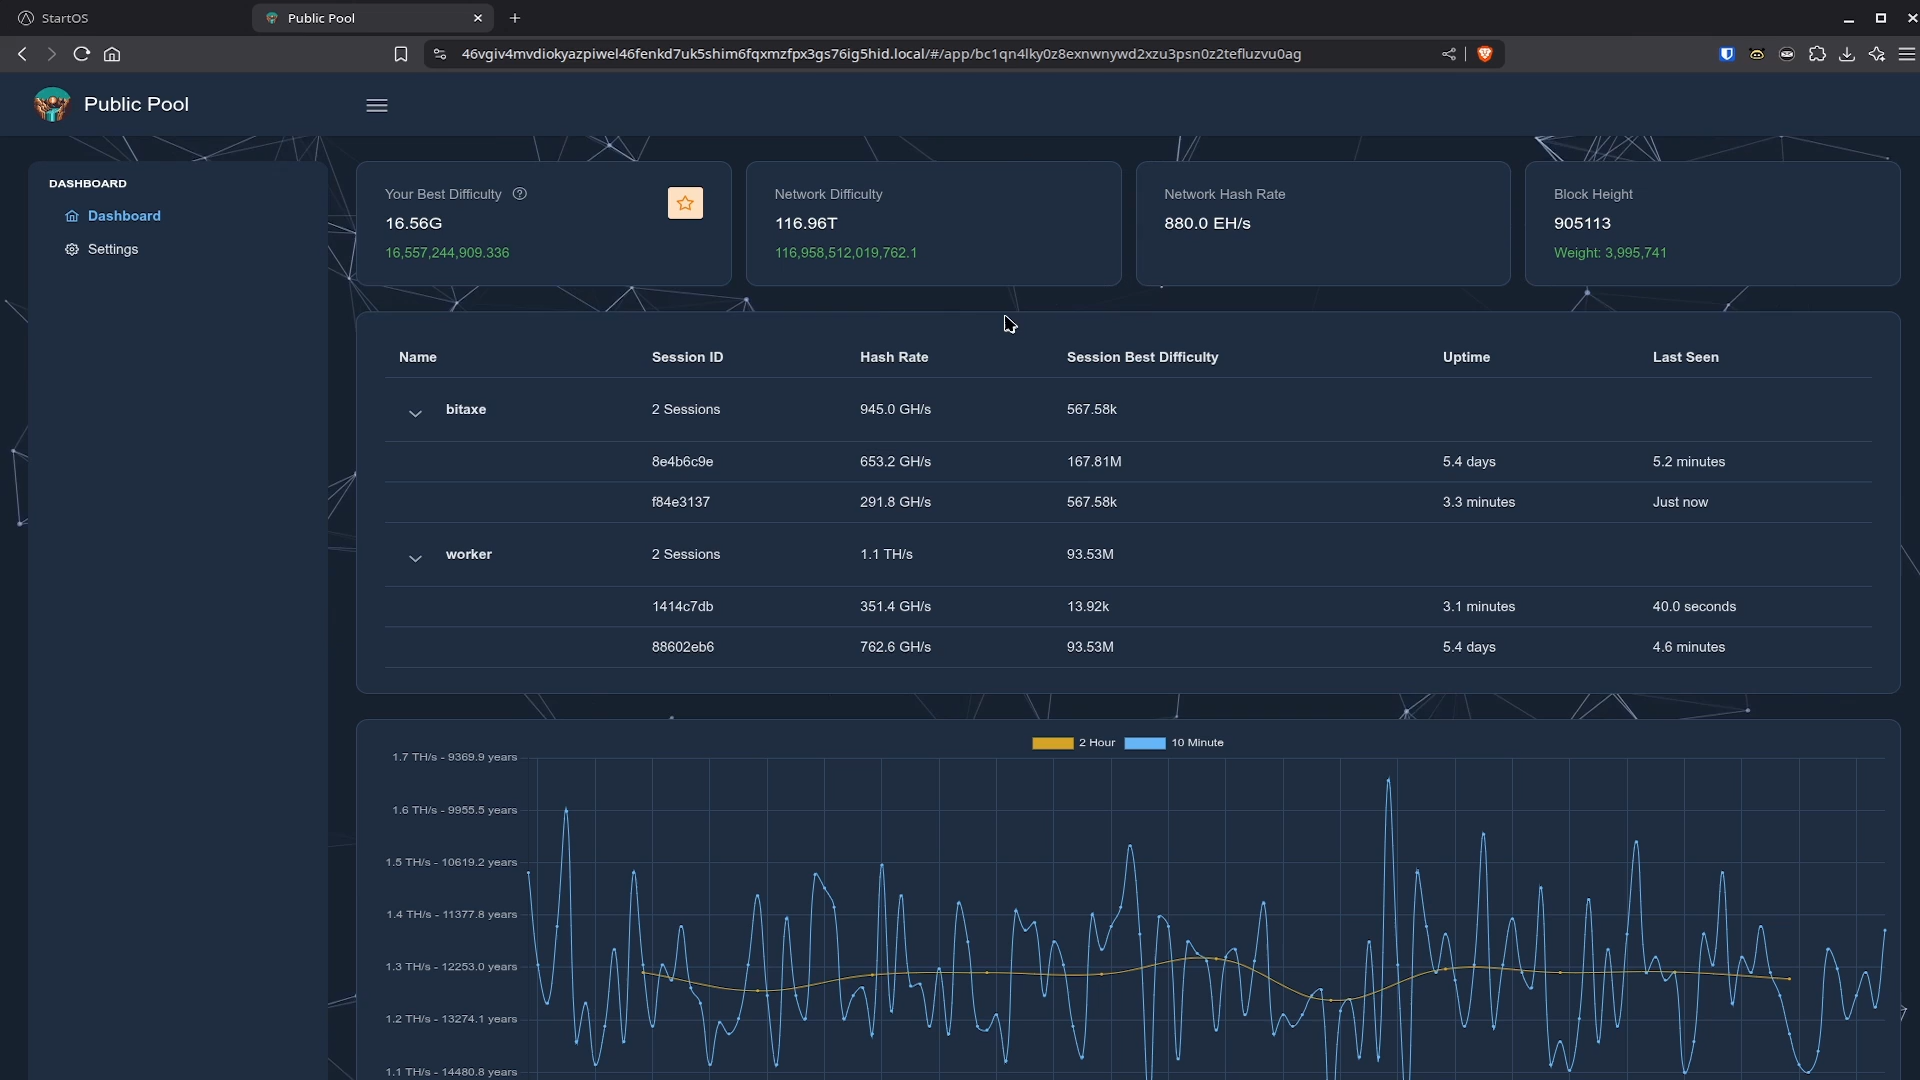 StartOS
Public Pool
46vgiv4mvdiokyazpiwel46fenkd7uk5shim6fqxmzfpx3gs76ig5hid.local/#/app/bc1qn4lky0z8exnwnywd2xzu3psn0z2tefluzvu0ag
Public Pool
DASHBOARD
Dashboard
Settings
Your Best Difficulty
16.56G
16,557,244,909.336
Network Difficulty
116.96T
116,958,512,019,762.1
Network Hash Rate
880.0 EH/s
Block Height
905113
Weight: 3,995,741
Name Session ID Hash Rate Session Best Difficulty Uptime Last Seen
bitaxe 2 Sessions 945.0 GH/s 567.58k
8e4b6c9e 653.2 GH/s 167.81M 5.4 days 5.2 minutes
f84e3137 291.8 GH/s 567.58k 3.3 minutes Just now
worker 2 Sessions 1.1 TH/s 93.53M
1414c7db 351.4 GH/s 13.92k 3.1 minutes 40.0 seconds
88602eb6 762.6 GH/s 93.53M 5.4 days 4.6 minutes
2 Hour 10 Minute
1.7 TH/s - 9369.9 years
1.6 TH/s - 9955.5 years
1.5 TH/s - 10619.2 years
1.4 TH/s - 11377.8 years
1.3 TH/s - 12253.0 years
1.2 TH/s - 13274.1 years
1.1 TH/s - 14480.8 years